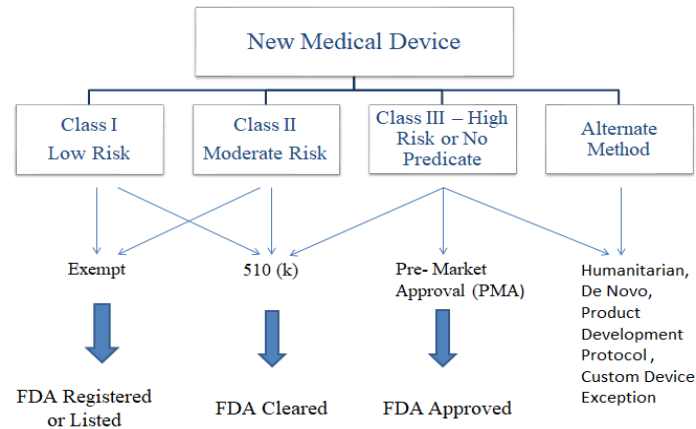 New Medical Device
Class I
Low Risk
Class II
Moderate Risk
Class III – High
Risk or No
Predicate
Alternate
Method
Exempt
510 (k)
Pre- Market
Approval (PMA)
Humanitarian,
De Novo,
Product
Development
Protocol ,
Custom Device
Exception
FDA Registered
or Listed
FDA Cleared
FDA Approved